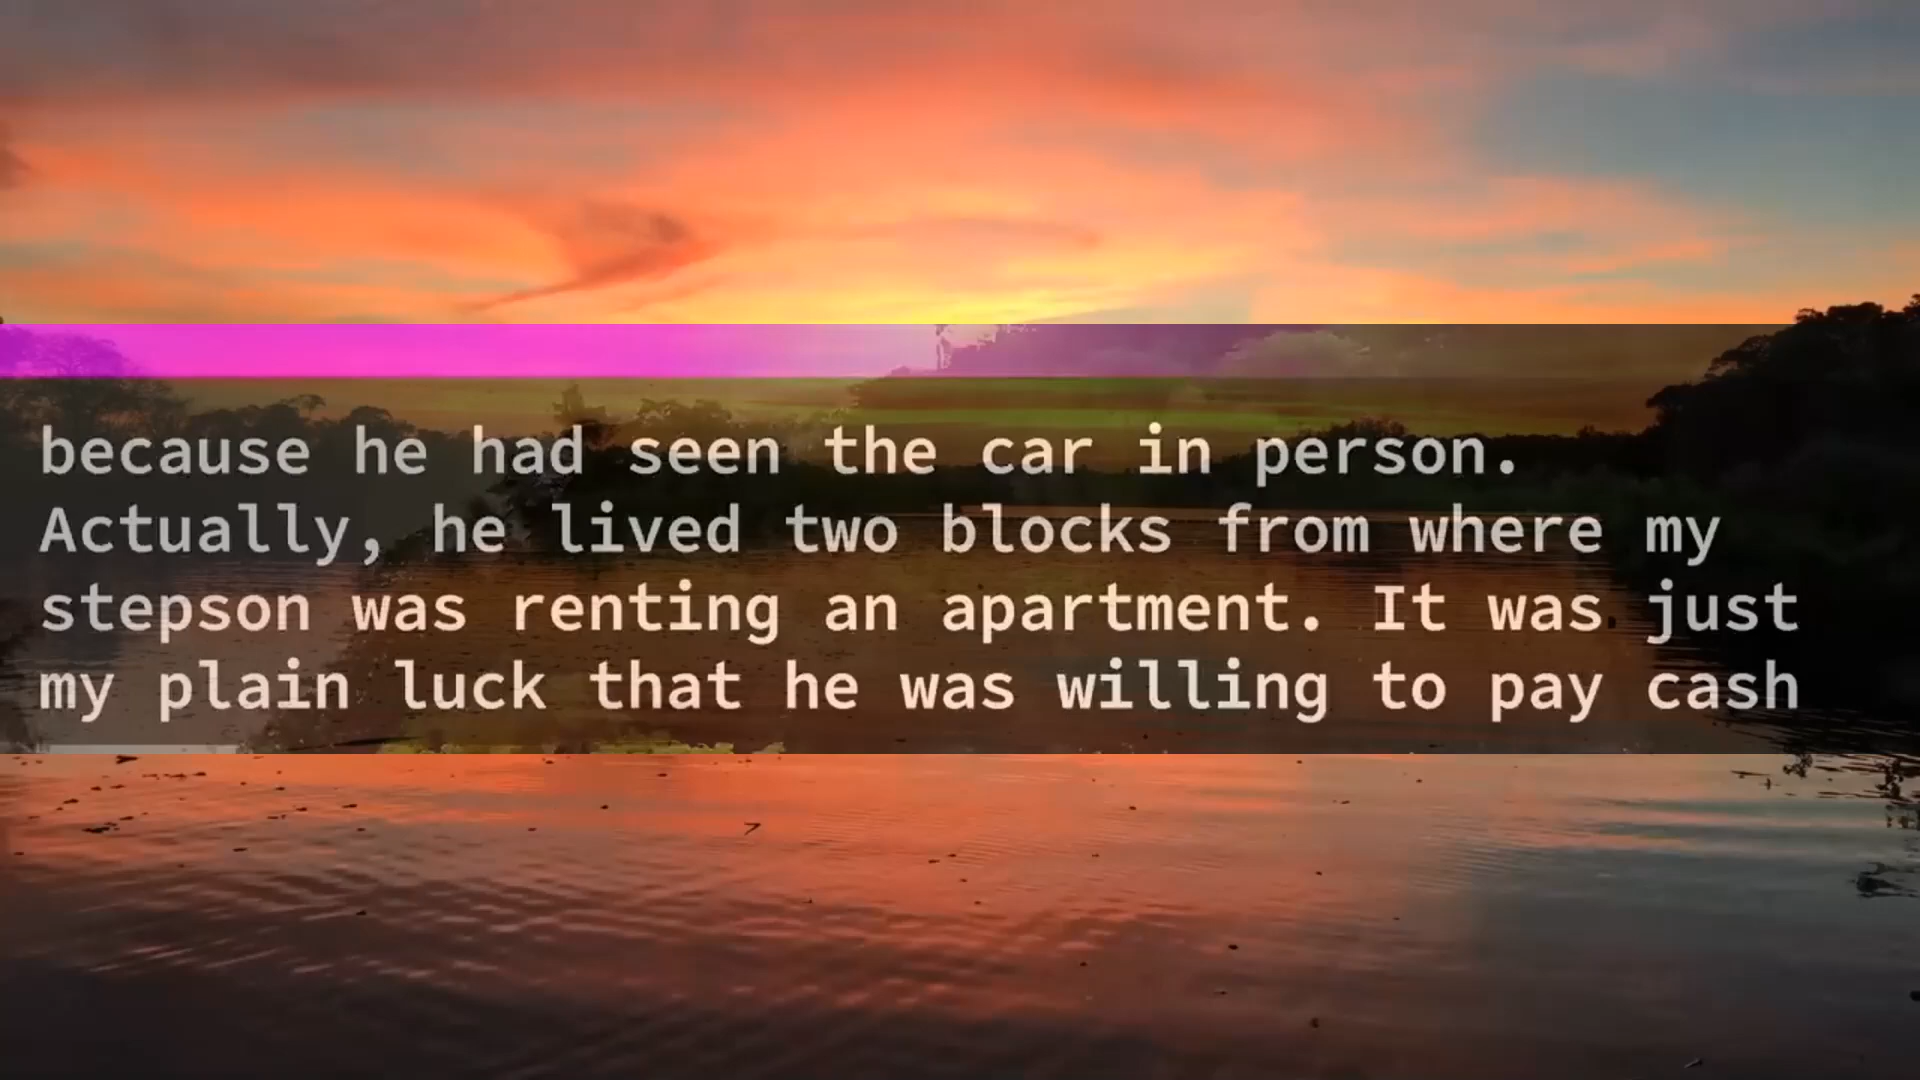 because he had seen the car in person.
Actually, he lived two blocks from where my
stepson was renting an apartment. It was just
my plain luck that he was willing to pay cash